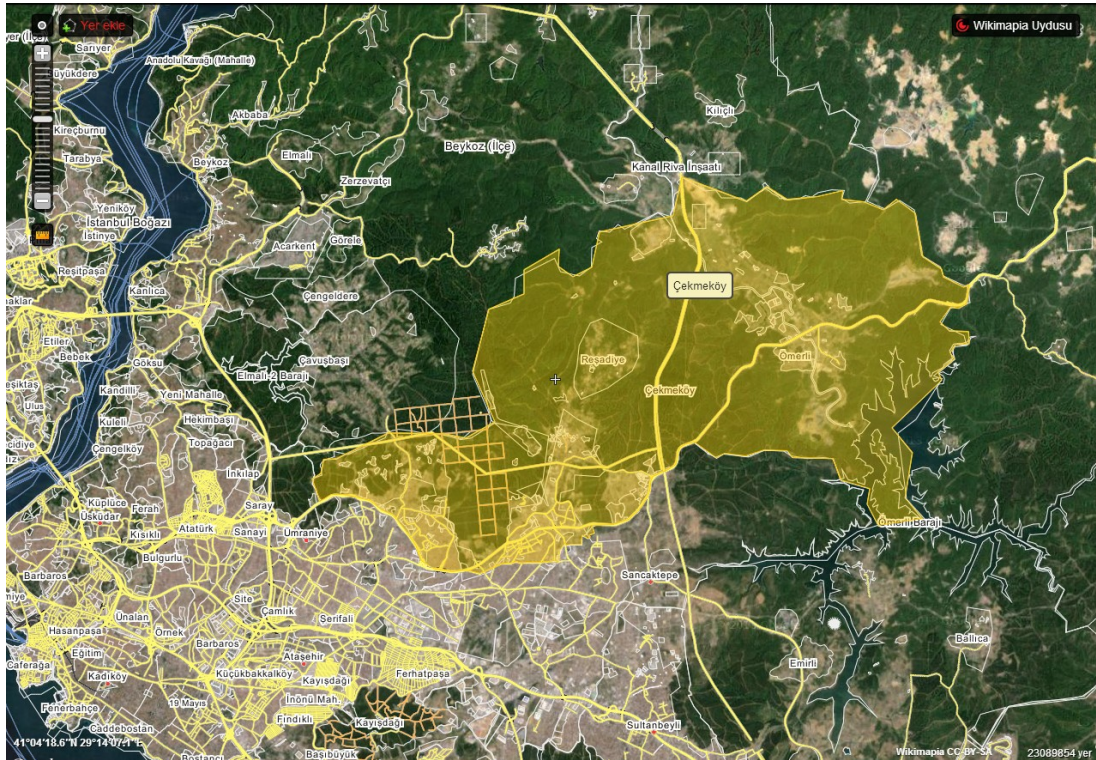 Yer ekle
Wikimapia Uydusu
Sarıyer
Anadolu Kavağı (Mahalle)
Kılıçlı
Akbaba
Kireçburnu
Beykoz (İlçe)
Elmalı
Tarabya
Beykoz
Kanal Riva İnşaatı
Zerzevatçı
Yeniköy
İstanbul Boğazı
İstinye
Acarkent
Görele
Reşitpaşa
Kanlıca
Çekmeköy
Çengeldere
Etiler
Bebek
Göksu
Çavuşbaşı
Reşadiye
Ömerli
Elmalı-2 Barajı
Kandilli
Yeni Mahalle
Çekmeköy
Ulus
Kuleli
Hekimbaşı
Topağacı
Çengelköy
İnkılap
Küplüce
Üsküdar
Ferah
Saray
Atatürk
Sanayi
Ümraniye
Ömerli Barajı
Kısıklı
Bulgurlu
Sancaktepe
Barbaros
Site
Çamlık
Ünalan
Şerifali
Hasanpaşa
Örnek
Barbaros
Ballıca
Eğitim
Ataşehir
Emirli
Caferağa
Kadıköy
Küçükbakkalköy
Kayışdağı
Ferhatpaşa
19 Mayıs
İnönü Mah.
Fenerbahçe
Fındıklı
Kayışdağı
Sultanbeyli
Caddebostan
41°04'18.6"N 29°14'07.1"E
Başıbüyük
Bostancı
Wikimapia CC-BY-SA
23089854 yer